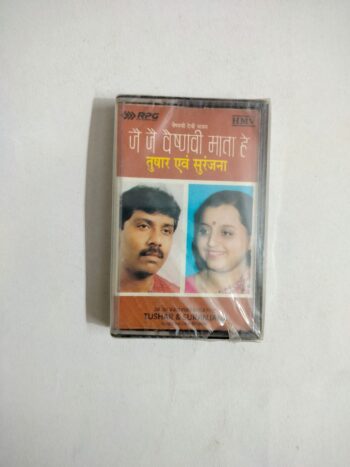 RPG
HMV
वैष्णवी देवी भजन
जै जै वैष्णवी माता हे
तुषार एवं सुरंजना
TUSHAR & SURANJANA